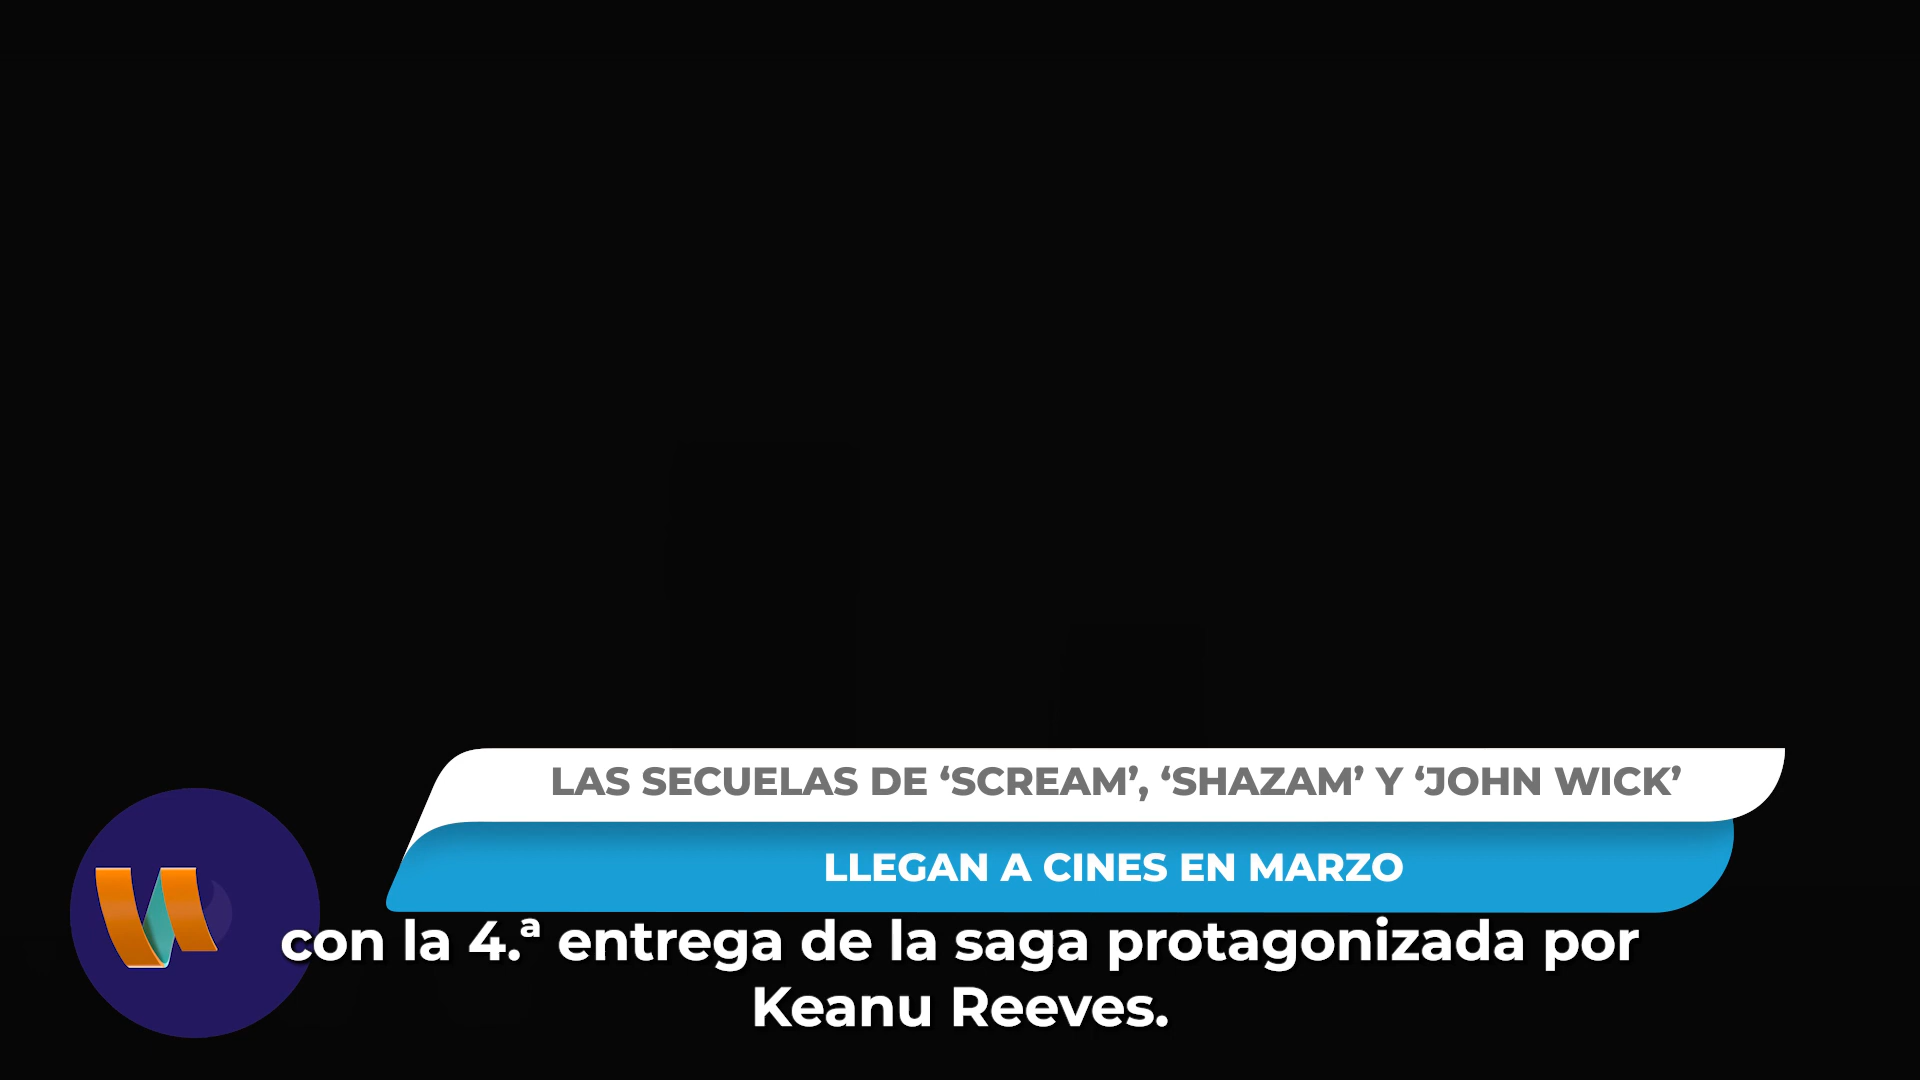 LAS SECUELAS DE ‘SCREAM’, ‘SHAZAM’ Y ‘JOHN WICK’
LLEGAN A CINES EN MARZO
con la 4.ª entrega de la saga protagonizada por
Keanu Reeves.